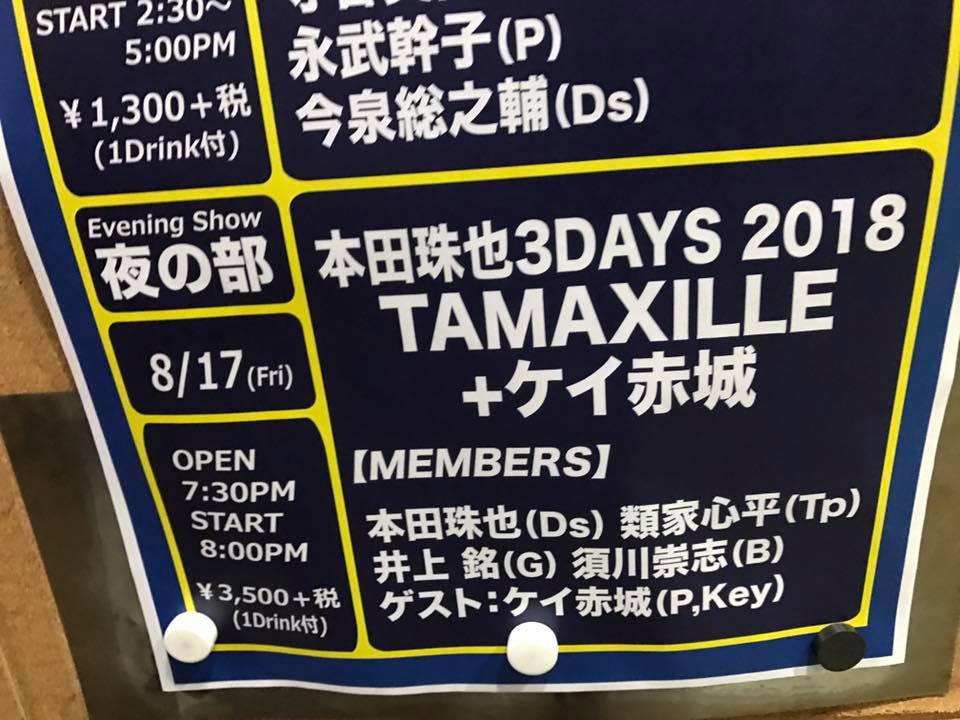 START 2:30～
5:00PM
￥1,300＋税
(1Drink付)
永武幹子(P)
今泉総之輔(Ds)
Evening Show
夜の部
8/17(Fri)
OPEN
7:30PM
START
8:00PM
￥3,500＋税
(1Drink付)
本田珠也3DAYS 2018
TAMAXILLE
+ケイ赤城
【MEMBERS】
本田珠也(Ds) 類家心平(Tp)
井上 銘(G) 須川崇志(B)
ゲスト：ケイ赤城(P,Key)